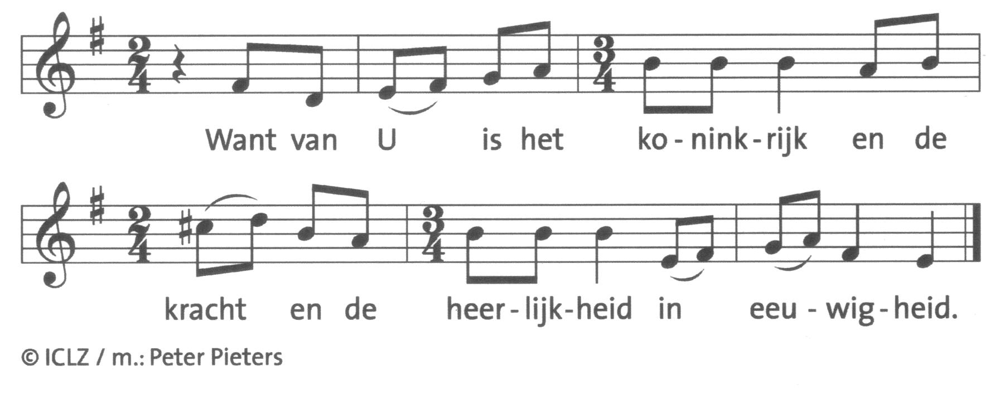 Want van U is het ko-nink-rijk en de
kracht en de heer-lijk-heid in eeu-wig-heid.
© ICLZ / m.: Peter Pieters